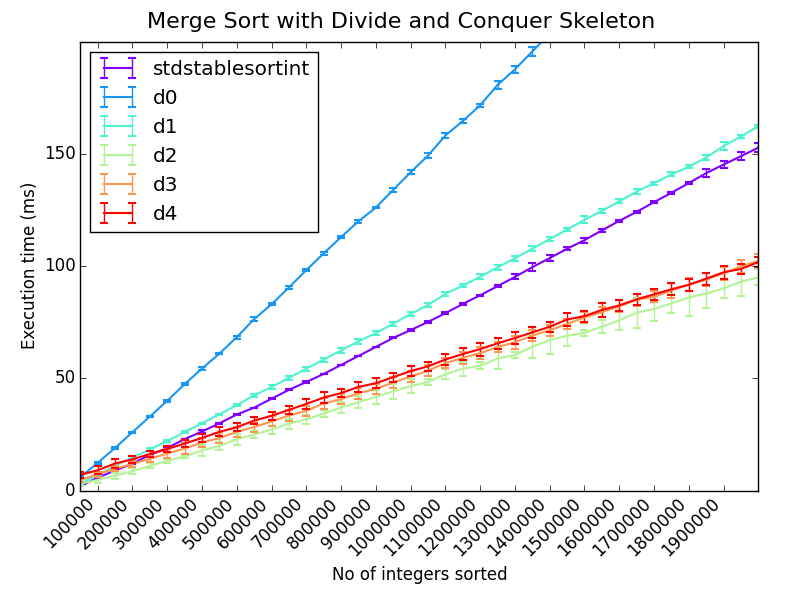 Merge Sort with Divide and Conquer Skeleton
stdstablesortint
d0
d1
d2
d3
d4
Execution time (ms)
150
100
50
0
100000
200000
300000
400000
500000
600000
700000
800000
900000
1000000
1100000
1200000
1300000
1400000
1500000
1600000
1700000
1800000
1900000
No of integers sorted